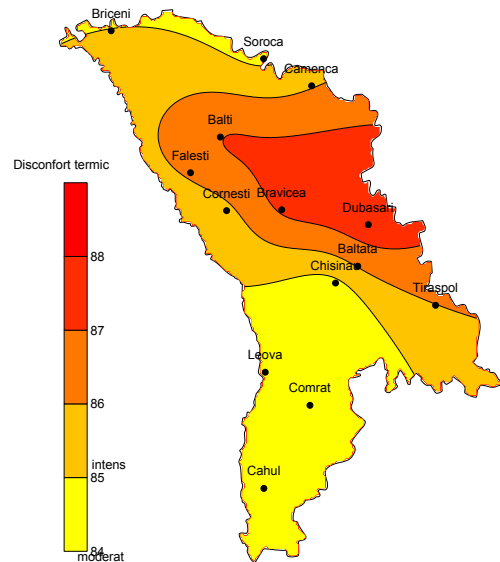 Briceni
Soroca
Camenca
Balti
Disconfort termic
Falesti
Cornesti
Bravicea
Dubasari
Baltata
88
Chisinau
Tiraspol
87
Leova
86
Comrat
intens
Cahul
85
84
moderat